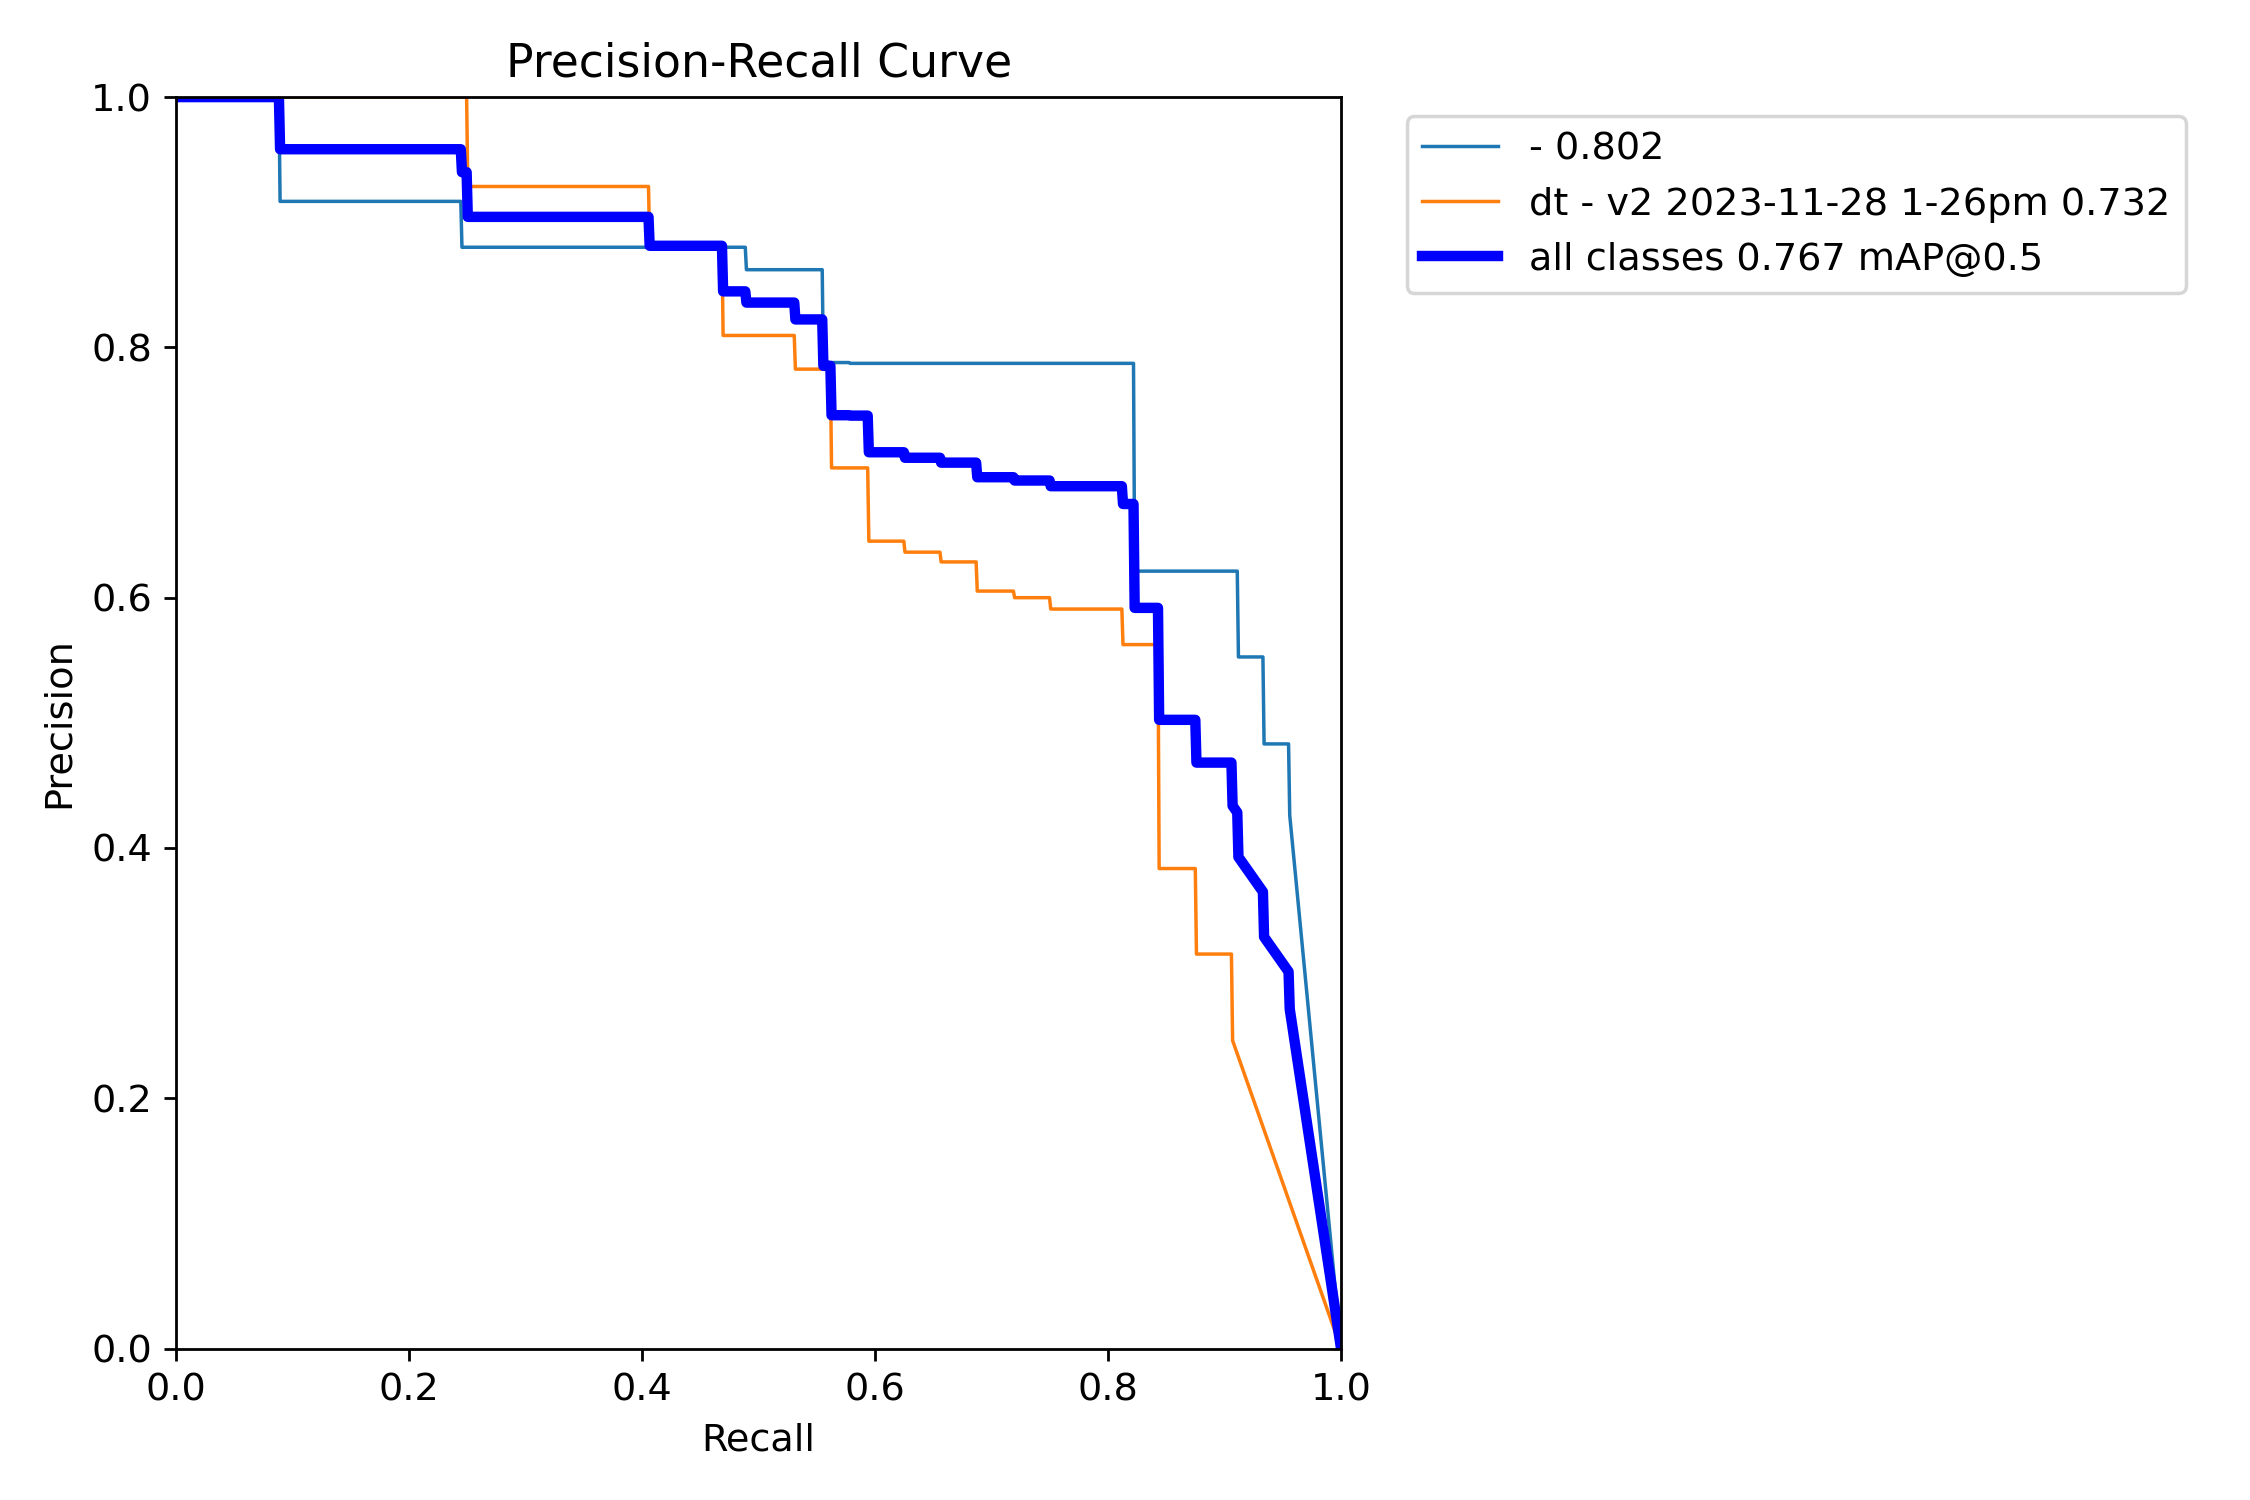 Precision-Recall Curve
1.0
0.8
0.6
0.4
0.2
0.0
Precision
0.0 0.2 0.4 0.6 0.8 1.0
Recall
- 0.802
dt - v2 2023-11-28 1-26pm 0.732
all classes 0.767 mAP@0.5